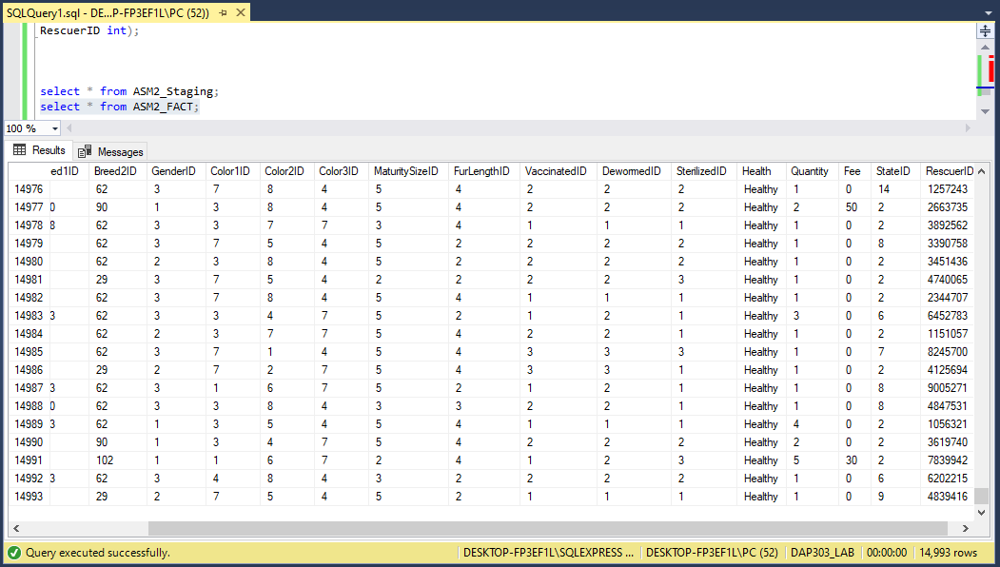 SQLQuery1.sql - DE...P-FP3EF1L\PC (52))
RescuerID int);
select * from ASM2_Staging;
select * from ASM2_FACT;
100 %
Results Messages
ed1ID Breed2ID GenderID Color1ID Color2ID Color3ID MaturitySizeID FurLengthID VaccinatedID DewormedID SterilizedID Health Quantity Fee StateID RescuerID
14976 62 3 7 8 4 5 4 2 2 2 Healthy 1 0 14 1257243
14977 0 90 1 3 8 4 5 4 2 2 2 Healthy 2 50 2 2663735
14978 8 62 3 3 7 7 3 4 1 1 1 Healthy 1 0 2 3892562
14979 62 3 7 5 4 5 2 2 2 2 Healthy 1 0 8 3390758
14980 62 2 3 8 4 5 4 2 2 2 Healthy 1 0 2 3451436
14981 29 3 7 5 4 2 2 2 2 3 Healthy 1 0 2 4740065
14982 62 3 7 8 4 5 4 1 1 1 Healthy 1 0 2 2344707
14983 3 62 3 3 4 7 5 2 1 2 1 Healthy 3 0 6 6452783
14984 62 2 3 7 7 5 4 2 2 1 Healthy 1 0 2 1151057
14985 62 3 7 1 4 5 4 3 3 3 Healthy 1 0 7 8245700
14986 29 2 7 2 7 5 4 3 3 1 Healthy 1 0 2 4125694
14987 3 62 3 1 6 7 5 2 1 2 1 Healthy 1 0 8 9005271
14988 0 62 3 3 8 4 3 3 2 2 1 Healthy 1 0 8 4847531
14989 3 62 1 3 5 4 5 4 1 1 1 Healthy 4 0 2 1056321
14990 90 1 3 4 7 5 4 2 2 2 Healthy 2 0 2 3619740
14991 102 1 1 6 7 2 4 1 2 3 Healthy 5 30 2 7839942
14992 3 62 3 4 8 4 3 2 2 2 2 Healthy 1 0 6 6202215
14993 29 2 7 5 4 5 2 1 1 1 Healthy 1 0 9 4839416
Query executed successfully. DESKTOP-FP3EF1L\SQLEXPRESS ... DESKTOP-FP3EF1L\PC (52) DAP303_LAB 00:00:00 14,993 rows